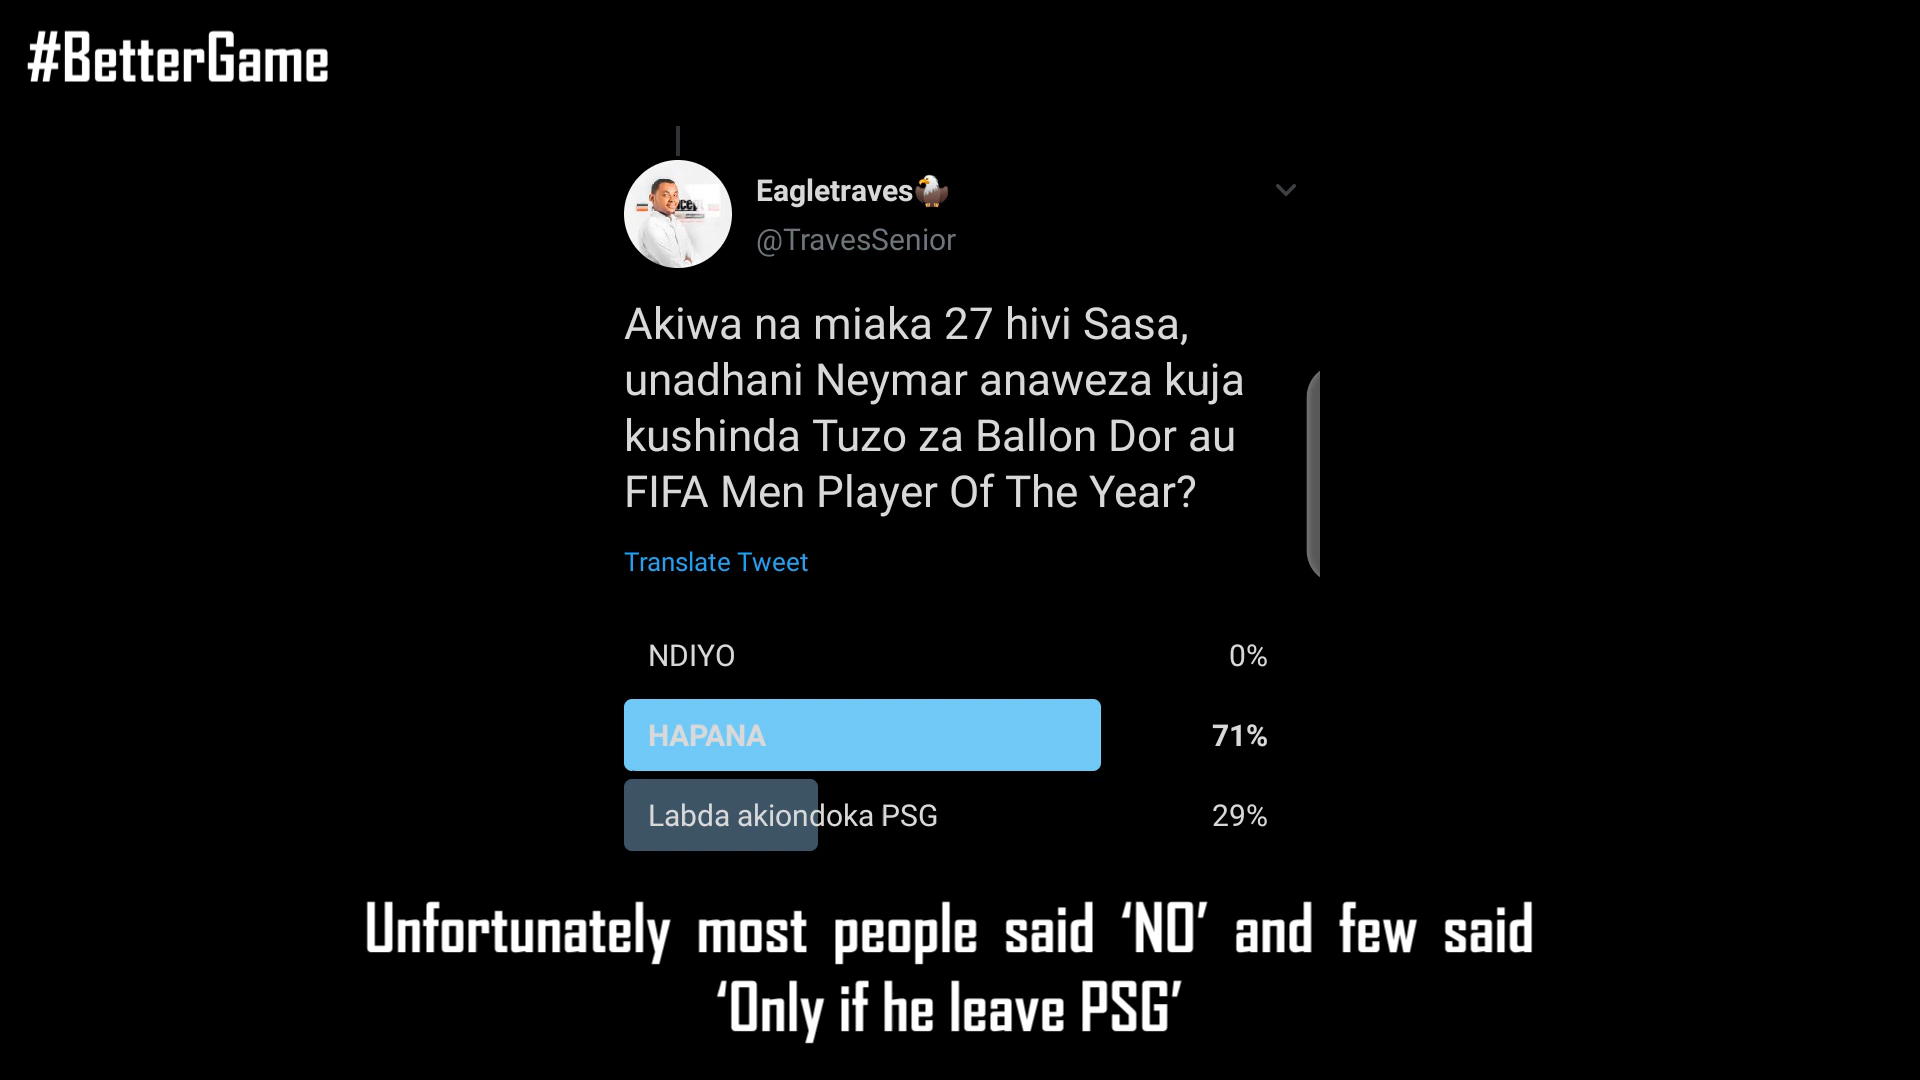 #BetterGame
Eagletraves🦅
@TravesSenior
Akiwa na miaka 27 hivi Sasa,
unadhani Neymar anaweza kuja
kushinda Tuzo za Ballon Dor au
FIFA Men Player Of The Year?
Translate Tweet
NDIYO 0%
HAPANA 71%
Labda akiondoka PSG 29%
Unfortunately most people said ‘NO’ and few said
‘Only if he leave PSG’